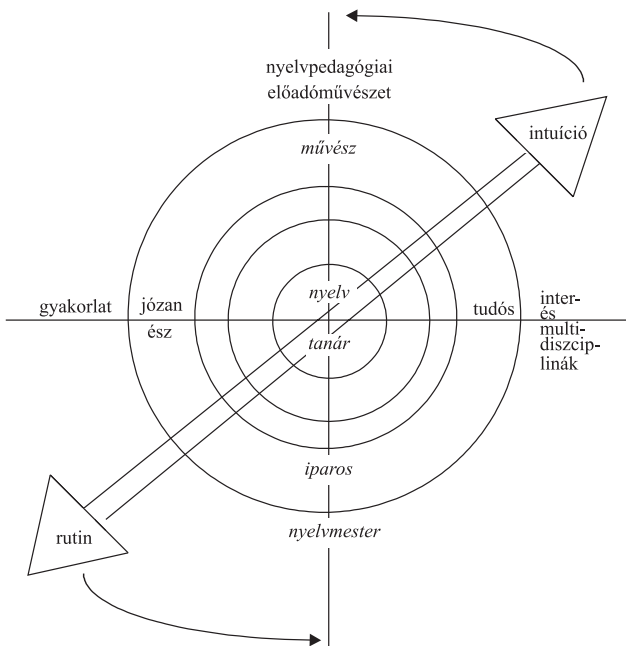 nyelvpedagógiai
előadóművészet
intuíció
művész
nyelv
gyakorlat
józan
ész
tanár
tudós
inter-
és
multi-
diszcip-
linák
iparos
nyelvmester
rutin